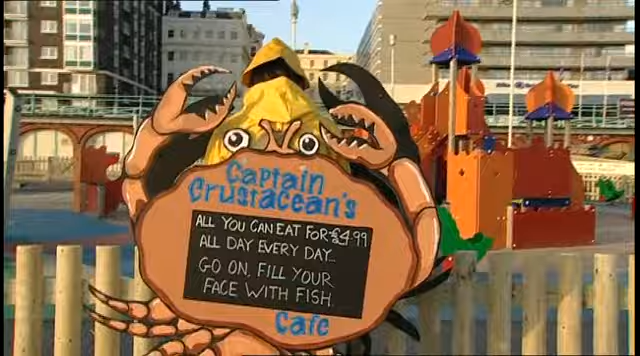 Captain
Crustacean's
ALL YOU CAN EAT FOR £4.99
ALL DAY EVERY DAY...
GO ON, FILL YOUR
FACE WITH FISH.
Cafe